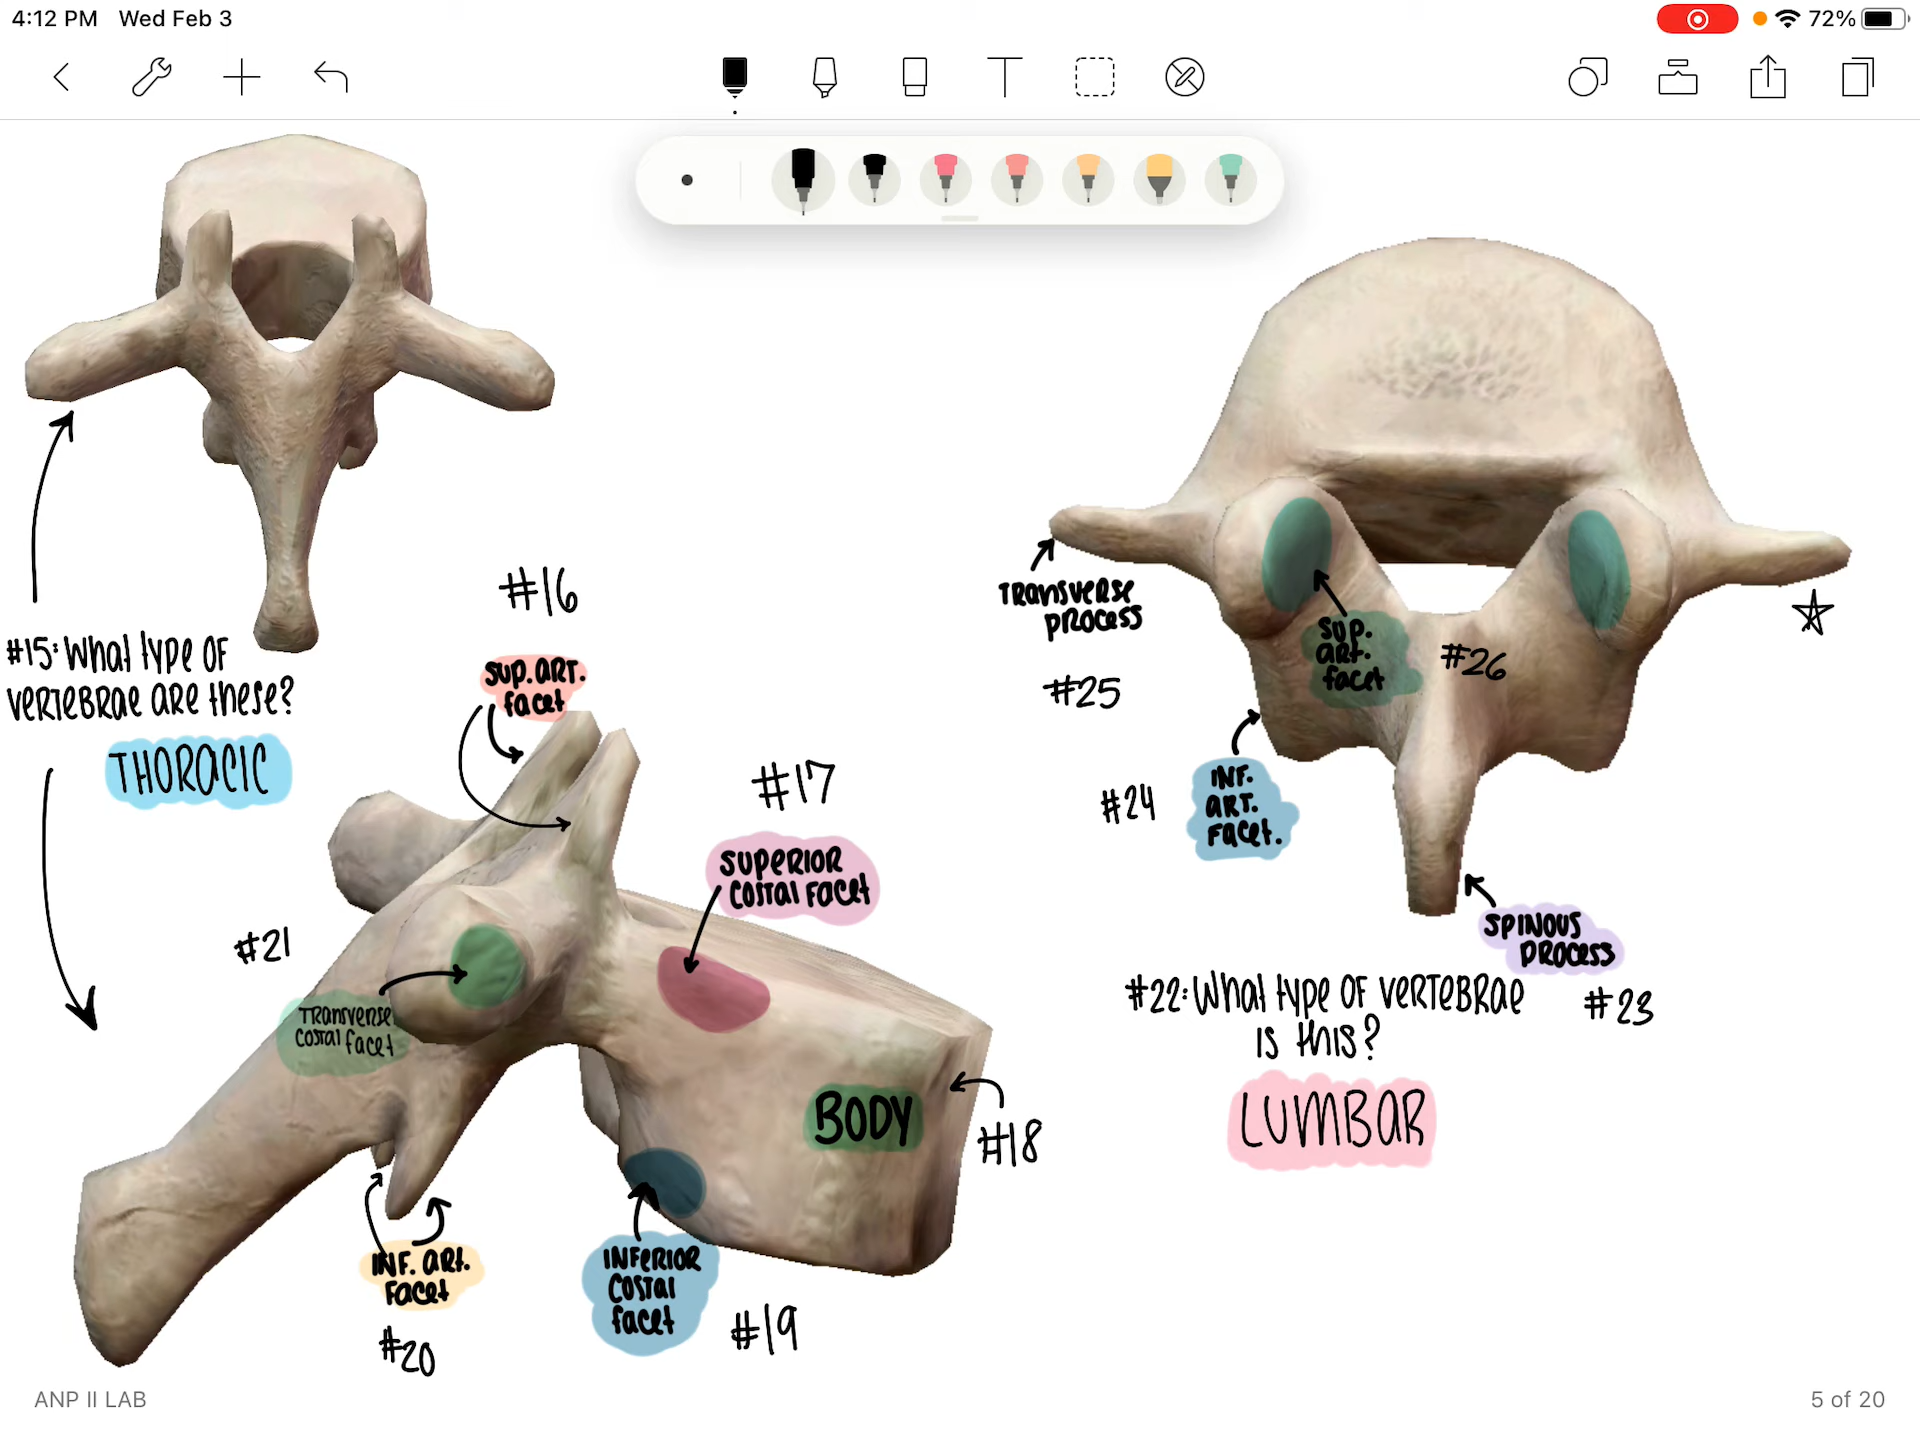 4:12 PM Wed Feb 3
72%
#15: What type of
vertebrae are these?
THORACIC
#16
SUP. ART.
facet
#17
SUPERIOR
COSTAL FACET
#21
TRANSVERSE
COSTAL facet
BODY
#18
INF. ART.
FACET
#20
INFERIOR
COSTAL
facet
#19
TRANSVERSE
PROCESS
#25
SUP.
ART.
facet
#26
#24
INF.
ART.
FACET.
SPINOUS
PROCESS
#23
#22: What type of vertebrae
is this?
LUMBAR
ANP II LAB
5 of 20